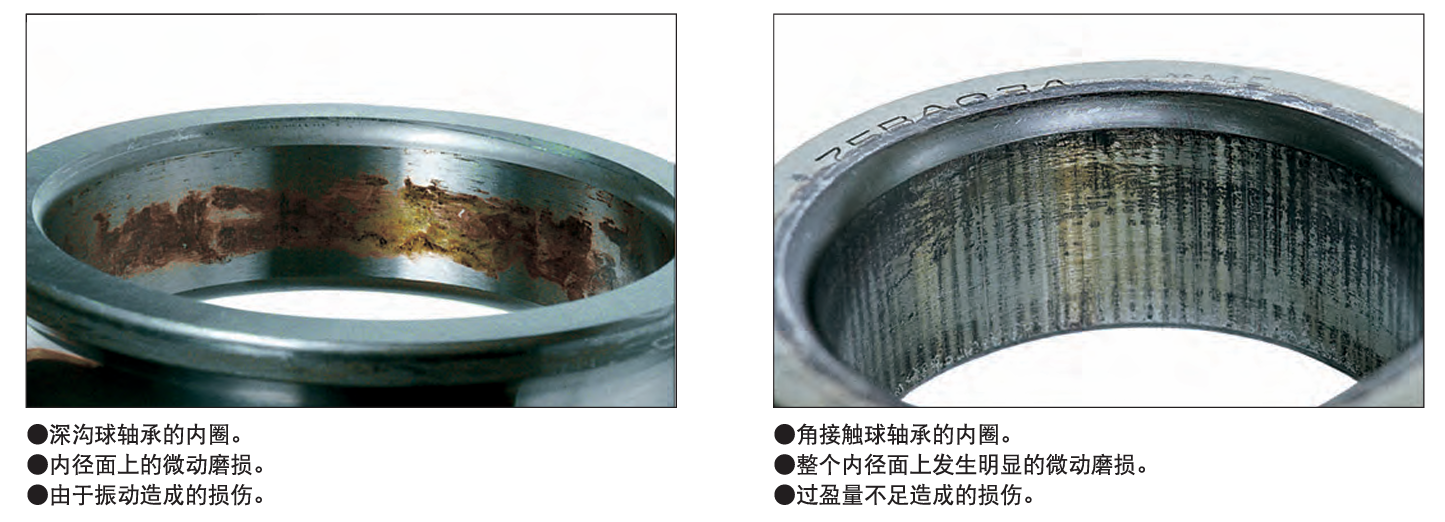 ●深沟球轴承的内圈。
●内径面上的微动磨损。
●由于振动造成的损伤。
●角接触球轴承的内圈。
●整个内径面上发生明显的微动磨损。
●过盈量不足造成的损伤。